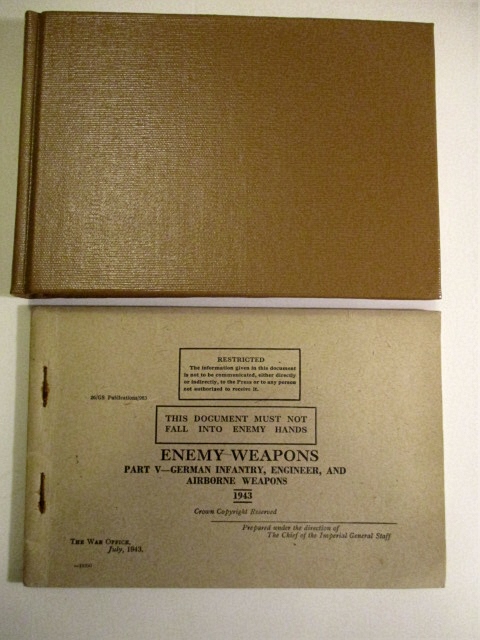 RESTRICTED
The information given in this document
is not to be communicated, either directly
or indirectly, to the Press or to any person
not authorized to receive it.
THIS DOCUMENT MUST NOT
FALL INTO ENEMY HANDS
ENEMY WEAPONS
PART V—GERMAN INFANTRY, ENGINEER, AND
AIRBORNE WEAPONS
1943
Crown Copyright Reserved
Prepared under the direction of
The Chief of the Imperial General Staff
THE WAR OFFICE,
July, 1943.